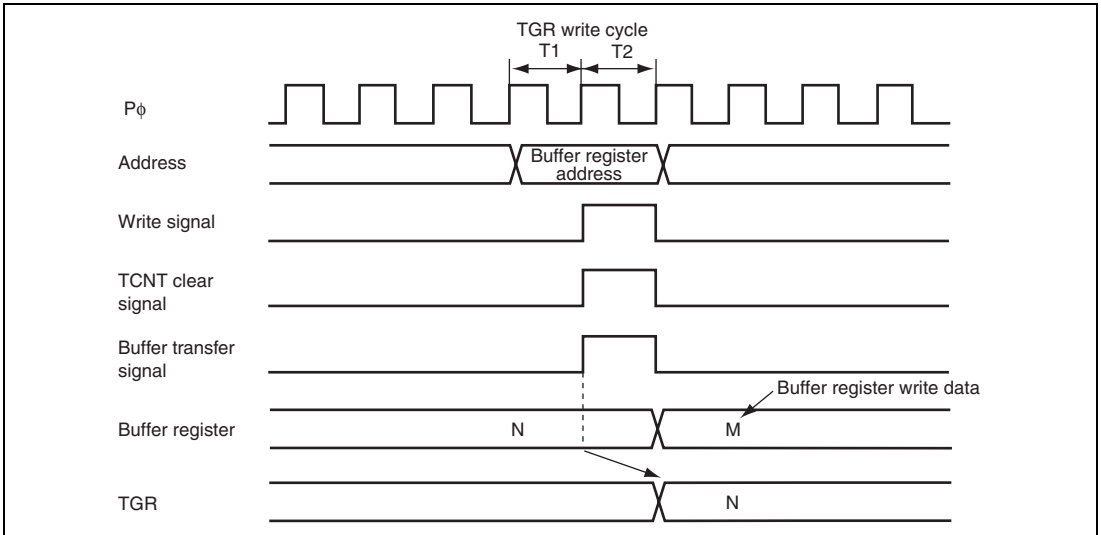 TGR write cycle
T1 T2
Pϕ
Address
Buffer register
address
Write signal
TCNT clear
signal
Buffer transfer
signal
Buffer register write data
Buffer register
N M
TGR
N